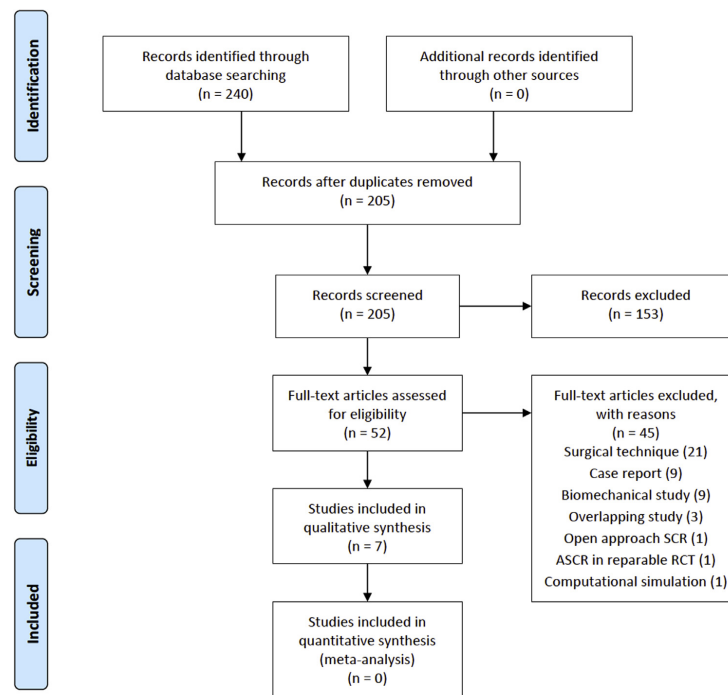 Identification
Records identified through
database searching
(n = 240)
Additional records identified
through other sources
(n = 0)
Records after duplicates removed
(n = 205)
Screening
Records screened
(n = 205)
Records excluded
(n = 153)
Eligibility
Full-text articles assessed
for eligibility
(n = 52)
Full-text articles excluded,
with reasons
(n = 45)
Surgical technique (21)
Case report (9)
Biomechanical study (9)
Overlapping study (3)
Open approach SCR (1)
ASCR in reparable RCT (1)
Computational simulation (1)
Studies included in
qualitative synthesis
(n = 7)
Included
Studies included in
quantitative synthesis
(meta-analysis)
(n = 0)